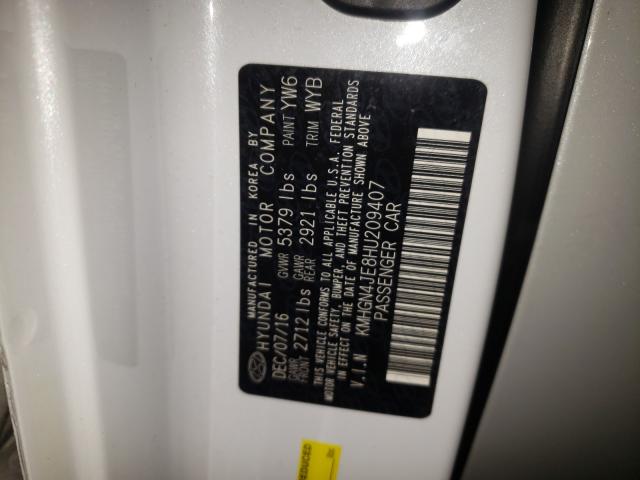 MANUFACTURED IN KOREA BY
HYUNDAI MOTOR COMPANY
DEC/07/16 GVWR 5379 lbs PAINT YW6
GAWR FRONT 2712 lbs GAWR REAR 2921 lbs TRIM WYB
THIS VEHICLE CONFORMS TO ALL APPLICABLE U.S.A. FEDERAL
MOTOR VEHICLE SAFETY, BUMPER, AND THEFT PREVENTION STANDARDS
IN EFFECT ON THE DATE OF MANUFACTURE SHOWN ABOVE.
V.I.N KMHGN4JE8HU209407
PASSENGER CAR
REDUCED